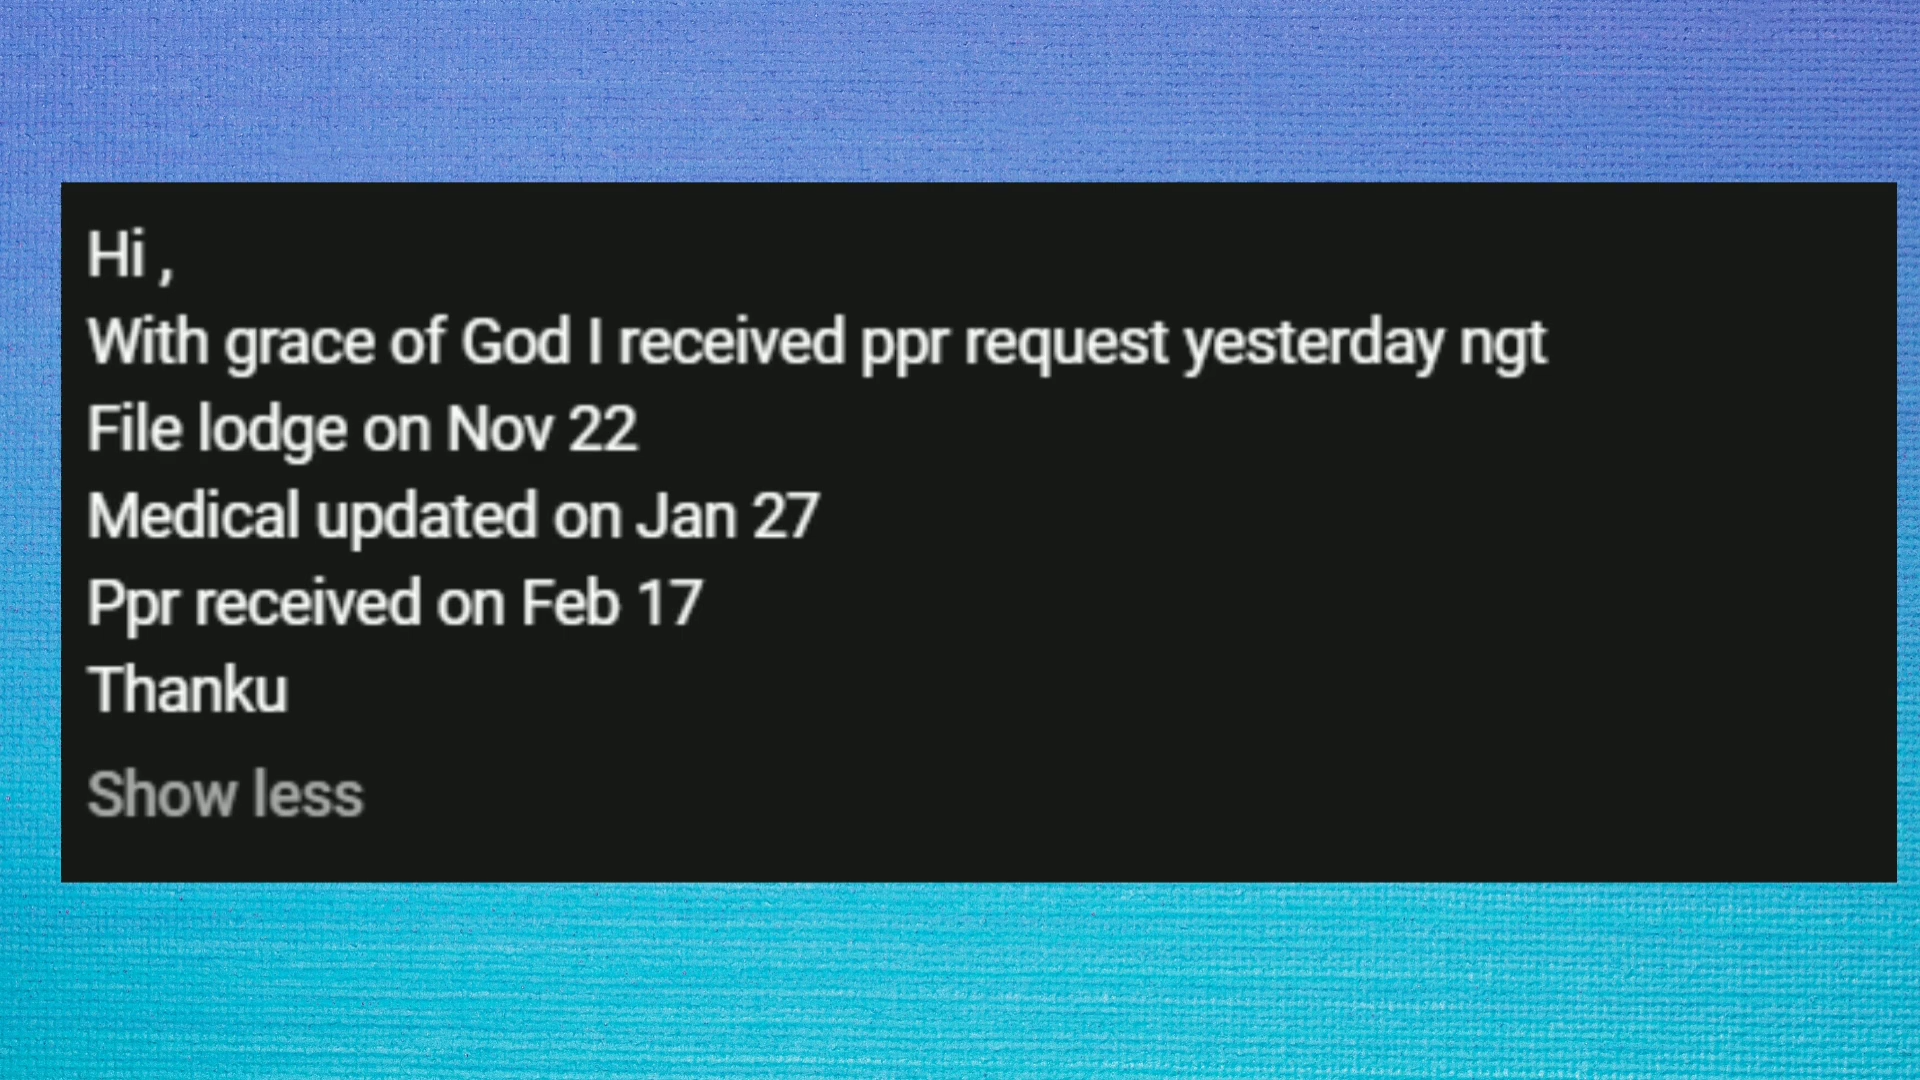 Hi ,
With grace of God I received ppr request yesterday ngt
File lodge on Nov 22
Medical updated on Jan 27
Ppr received on Feb 17
Thanku
Show less